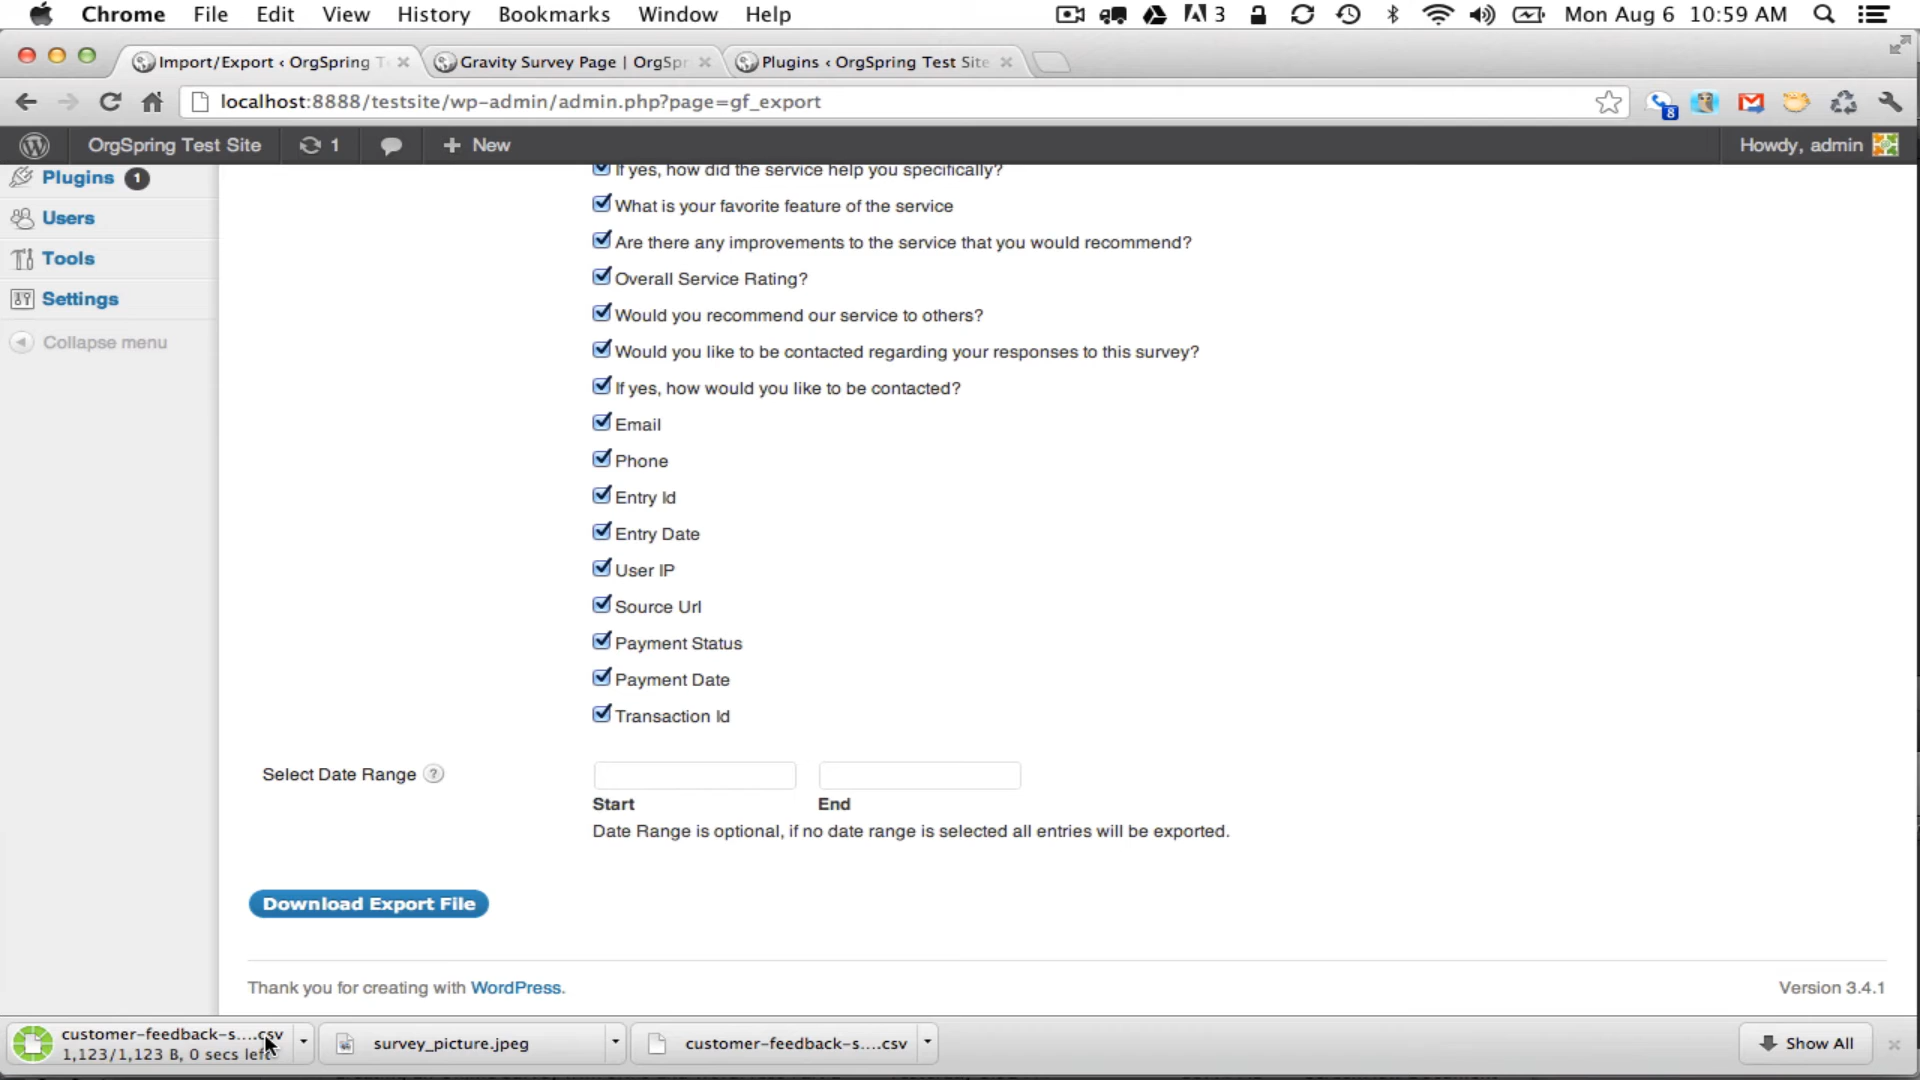 Chrome File Edit View History Bookmarks Window Help 3 Mon Aug 6 10:59 AM
Import/Export ‹ OrgSpring T Gravity Survey Page | OrgSpr Plugins ‹ OrgSpring Test Site
localhost:8888/testsite/wp-admin/admin.php?page=gf_export 8
OrgSpring Test Site 1 + New Howdy, admin
Plugins 1
Users
Tools
Settings
Collapse menu
If yes, how did the service help you specifically?
What is your favorite feature of the service
Are there any improvements to the service that you would recommend?
Overall Service Rating?
Would you recommend our service to others?
Would you like to be contacted regarding your responses to this survey?
If yes, how would you like to be contacted?
Email
Phone
Entry Id
Entry Date
User IP
Source Url
Payment Status
Payment Date
Transaction Id
Select Date Range ?
Start End
Date Range is optional, if no date range is selected all entries will be exported.
Download Export File
Thank you for creating with WordPress. Version 3.4.1
customer-feedback-s....csv survey_picture.jpeg customer-feedback-s....csv Show All
1,123/1,123 B, 0 secs left